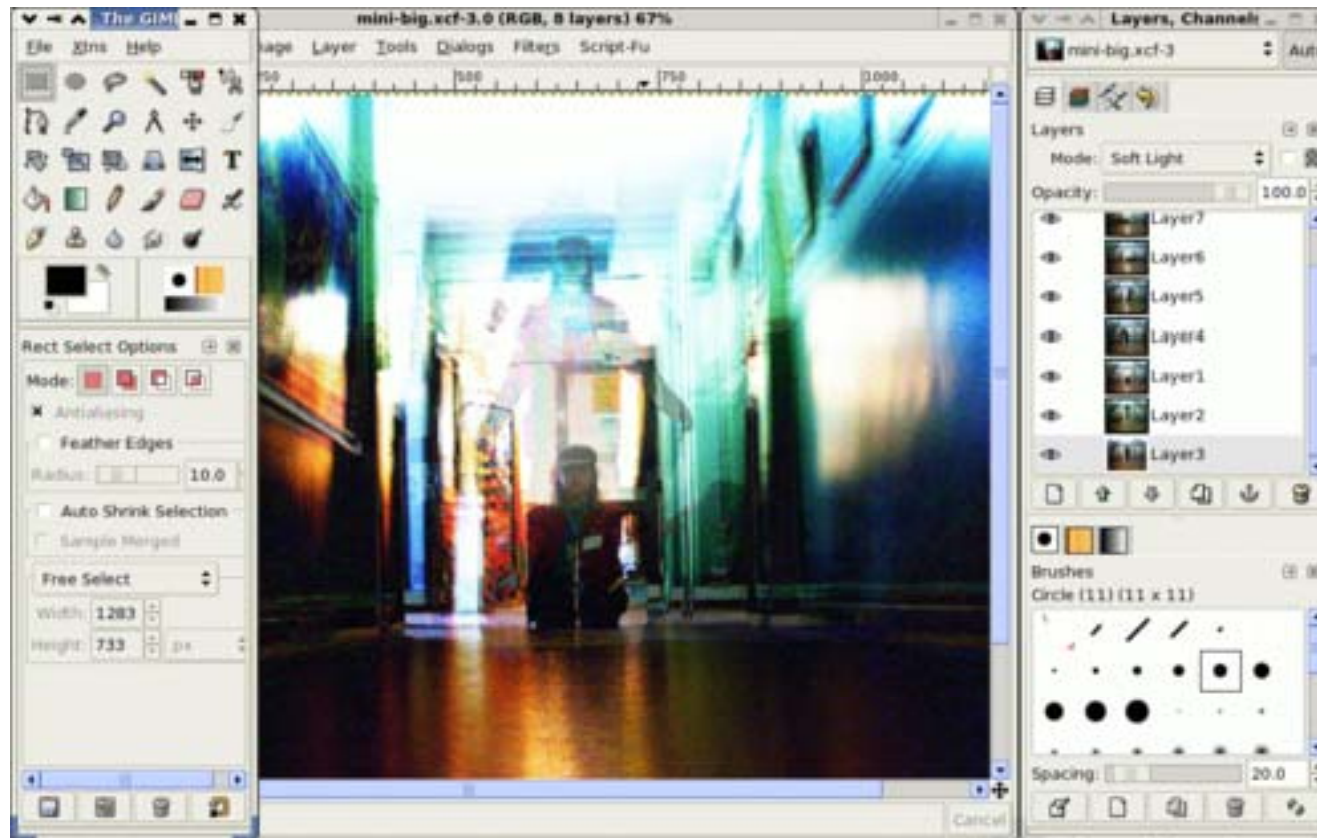 The GIM
File Xtns Help
Rect Select Options
Mode:
Antialiasing
Feather Edges
Radius: 10.0
Auto Shrink Selection
Sample Merged
Free Select
Width: 1283
Height: 733 px
mini-big.xcf-3.0 (RGB, 8 layers) 67%
age Layer Tools Dialogs Filters Script-Fu
500 750 1000
Cancel
Layers, Channels
mini-big.xcf-3 Aut
Layers
Mode: Soft Light
Opacity: 100.0
Layer7
Layer6
Layer5
Layer4
Layer1
Layer2
Layer3
Brushes
Circle (11) (11 x 11)
Spacing: 20.0